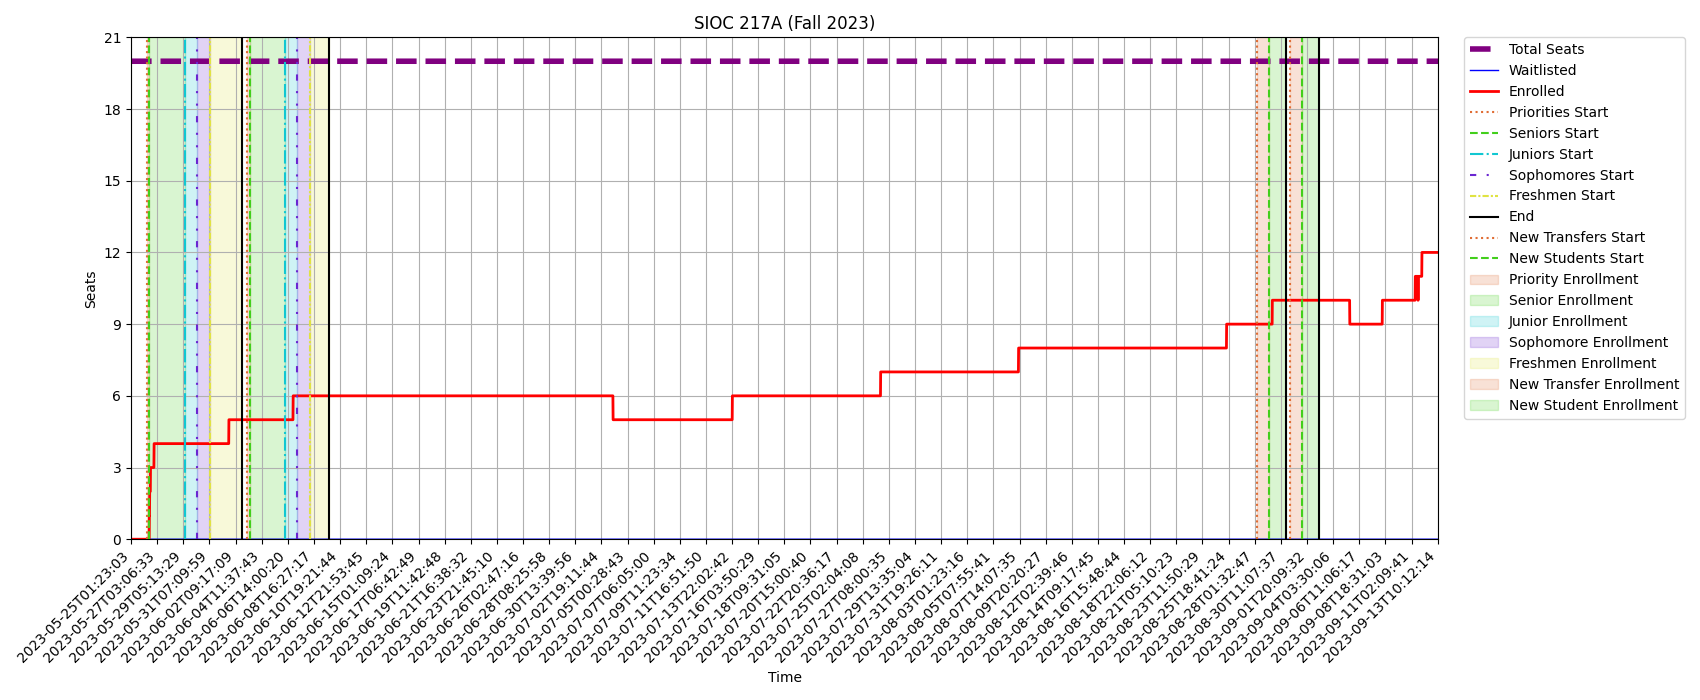 SIOC 217A (Fall 2023)
Seats
21
18
15
12
9
6
3
0
2023-05-25T01:23:03
2023-05-27T03:06:33
2023-05-29T05:13:29
2023-05-31T07:09:59
2023-06-02T09:17:09
2023-06-04T11:37:43
2023-06-06T14:00:20
2023-06-08T16:27:17
2023-06-10T19:21:44
2023-06-12T21:53:45
2023-06-15T01:09:24
2023-06-17T06:42:49
2023-06-19T11:42:48
2023-06-21T16:38:32
2023-06-23T21:45:10
2023-06-26T02:47:16
2023-06-28T08:25:58
2023-06-30T13:39:56
2023-07-02T19:11:44
2023-07-05T00:28:43
2023-07-07T06:05:00
2023-07-09T11:23:34
2023-07-11T16:51:50
2023-07-13T22:02:42
2023-07-16T03:50:29
2023-07-18T09:31:05
2023-07-20T15:00:40
2023-07-22T20:36:17
2023-07-25T02:04:08
2023-07-27T08:00:35
2023-07-29T13:35:04
2023-07-31T19:26:11
2023-08-03T01:23:16
2023-08-05T07:55:41
2023-08-07T14:07:35
2023-08-09T20:20:27
2023-08-12T02:39:46
2023-08-14T09:17:45
2023-08-16T15:48:44
2023-08-18T22:06:12
2023-08-21T05:10:23
2023-08-23T11:50:29
2023-08-25T18:41:24
2023-08-28T01:32:47
2023-08-30T11:07:37
2023-09-01T20:09:32
2023-09-04T03:30:06
2023-09-06T11:06:17
2023-09-08T18:31:03
2023-09-11T02:09:41
2023-09-13T10:12:14
Time
Total Seats
Waitlisted
Enrolled
Priorities Start
Seniors Start
Juniors Start
Sophomores Start
Freshmen Start
End
New Transfers Start
New Students Start
Priority Enrollment
Senior Enrollment
Junior Enrollment
Sophomore Enrollment
Freshmen Enrollment
New Transfer Enrollment
New Student Enrollment